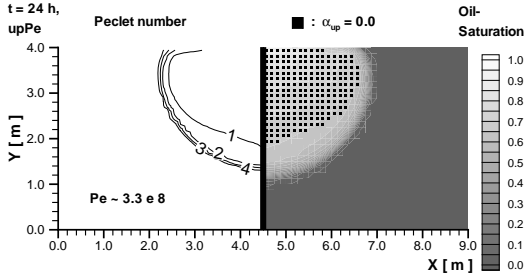 t = 24 h,
upPe
Peclet number
■ : α up = 0.0
Oil-
Saturation
4.0
3.0
2.0
1.0
0.0
Y [ m ]
1
3 2
4
Pe ~ 3.3 e 8
0.0 1.0 2.0 3.0 4.0 5.0 6.0 7.0 8.0 9.0
X [ m ]
1.0
0.9
0.8
0.7
0.6
0.5
0.4
0.3
0.2
0.1
0.0